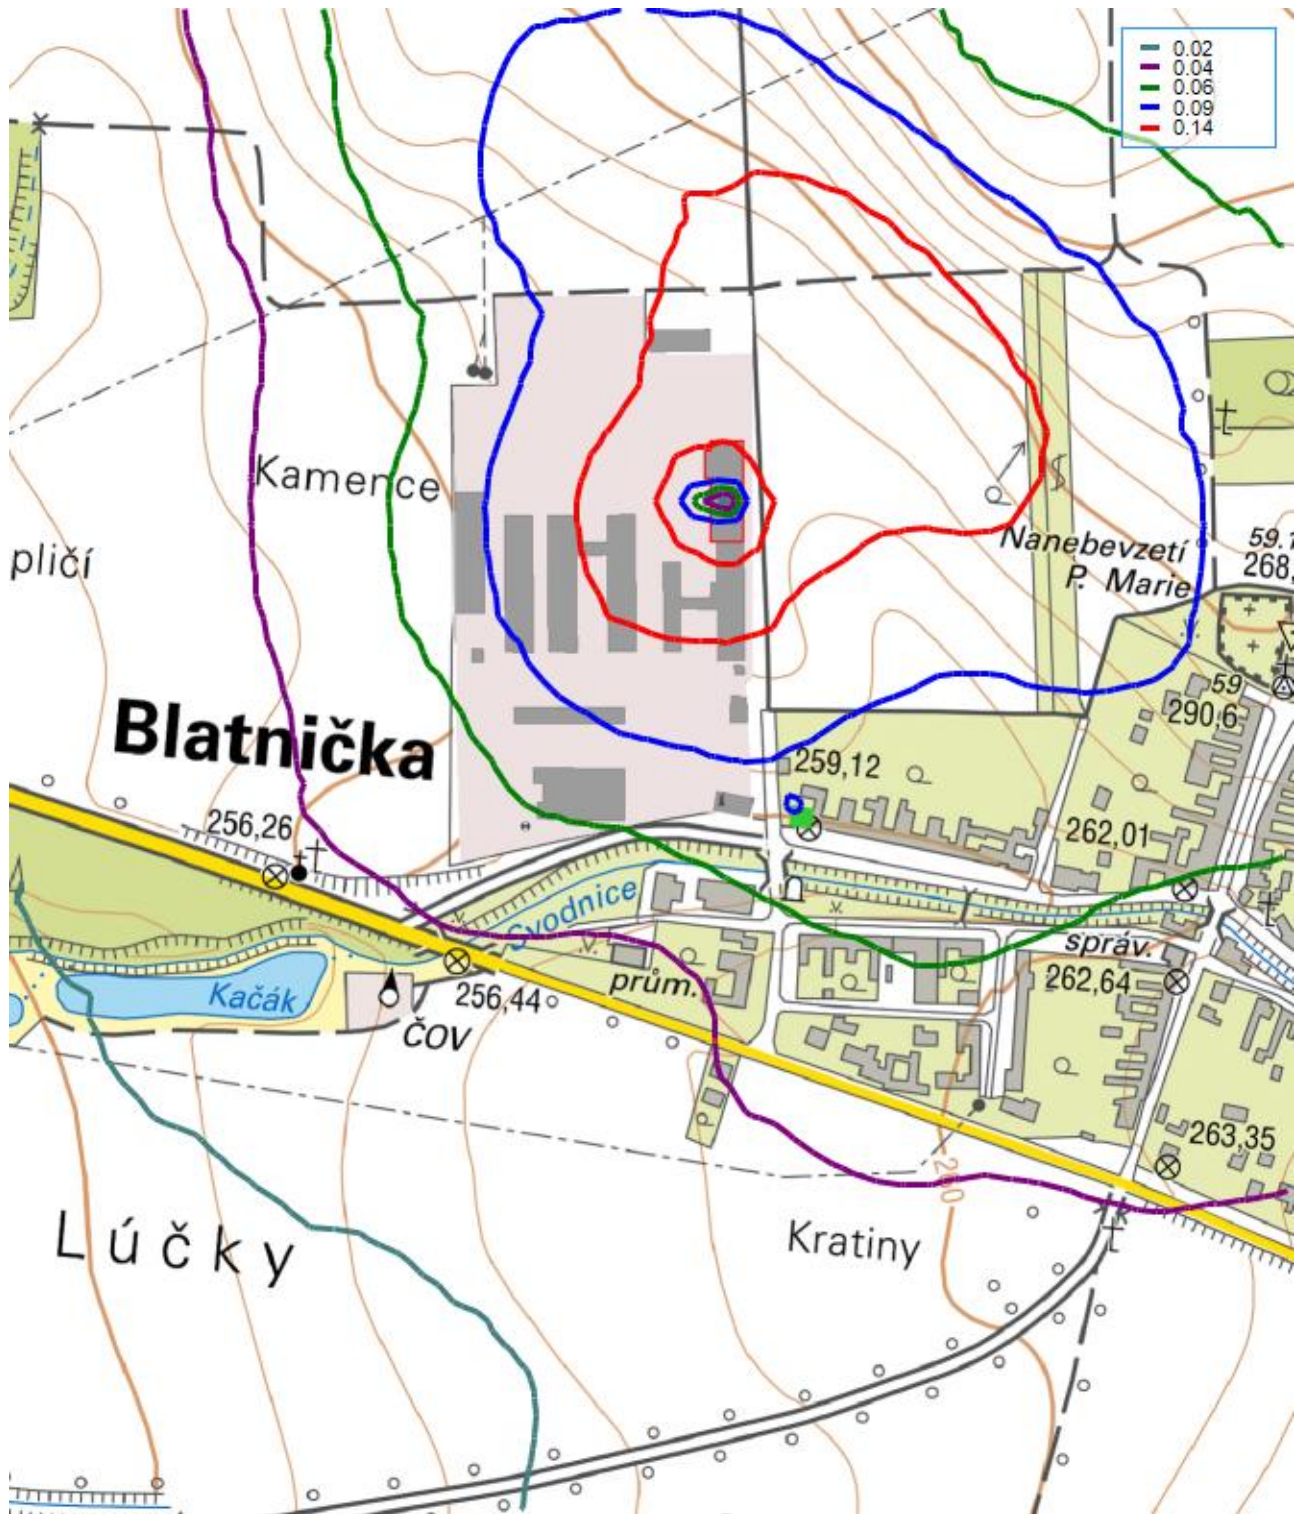 0.02
0.04
0.06
0.09
0.14
Kamence
pličí
Nanebevzetí
P. Marie
59.1
268,
59
290,6
Blatnička
259,12
256,26
262,01
Svodnice
správ.
262,64
prům.
Kačák
256,44
ČOV
263,35
260
Lúčky
Kratiny